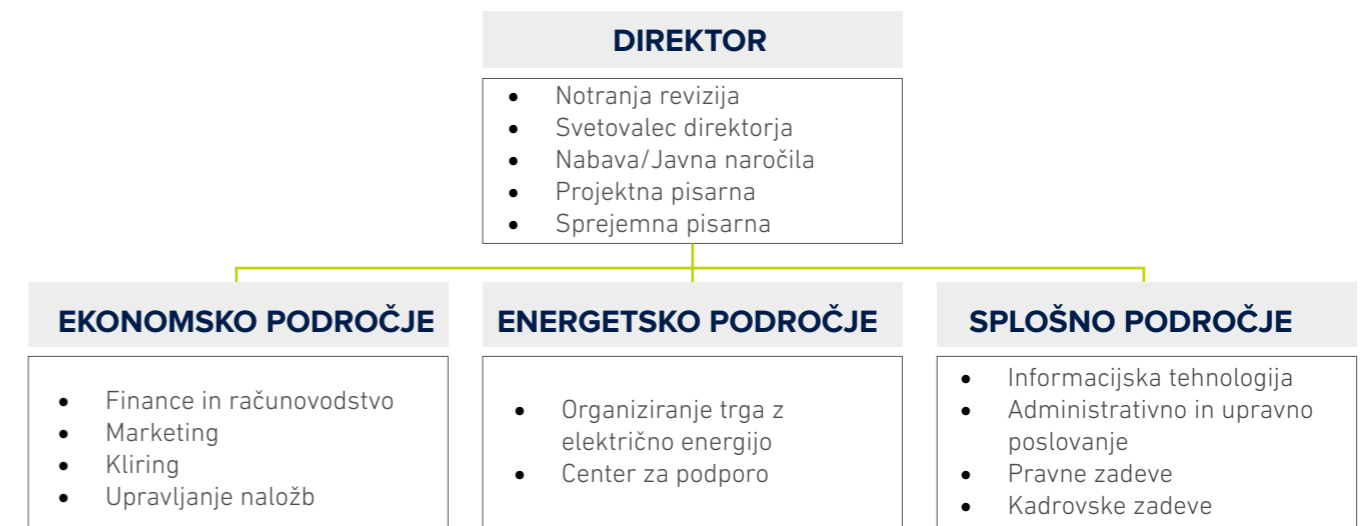 DIREKTOR
• Notranja revizija
• Svetovalec direktorja
• Nabava/Javna naročila
• Projektna pisarna
• Sprejemna pisarna
EKONOMSKO PODROČJE
• Finance in računovodstvo
• Marketing
• Kliring
• Upravljanje naložb
ENERGETSKO PODROČJE
• Organiziranje trga z
električno energijo
• Center za podporo
SPLOŠNO PODROČJE
• Informacijska tehnologija
• Administrativno in upravno
poslovanje
• Pravne zadeve
• Kadrovske zadeve